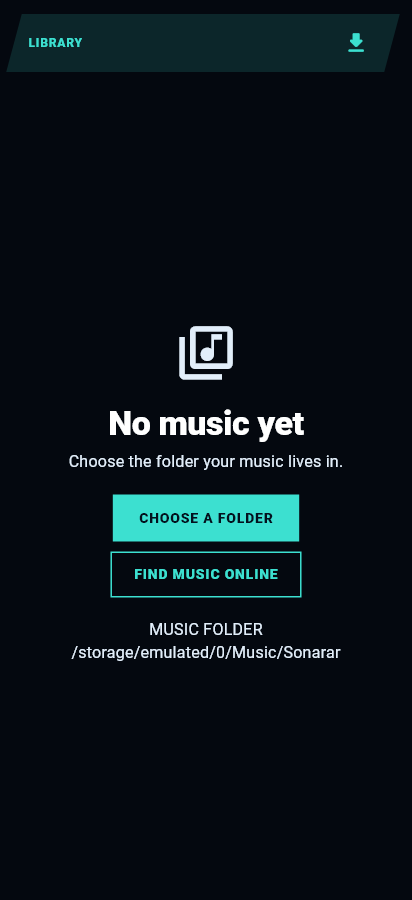 LIBRARY
No music yet
Choose the folder your music lives in.
CHOOSE A FOLDER
FIND MUSIC ONLINE
MUSIC FOLDER
/storage/emulated/0/Music/Sonarar